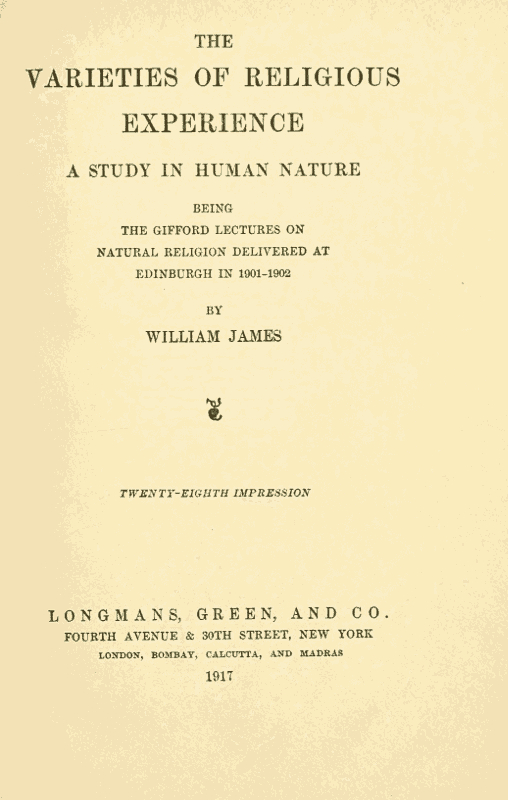 THE
VARIETIES OF RELIGIOUS
EXPERIENCE
A STUDY IN HUMAN NATURE
BEING
THE GIFFORD LECTURES ON
NATURAL RELIGION DELIVERED AT
EDINBURGH IN 1901-1902
BY
WILLIAM JAMES
TWENTY-EIGHTH IMPRESSION
LONGMANS, GREEN, AND CO.
FOURTH AVENUE & 30TH STREET, NEW YORK
LONDON, BOMBAY, CALCUTTA, AND MADRAS
1917